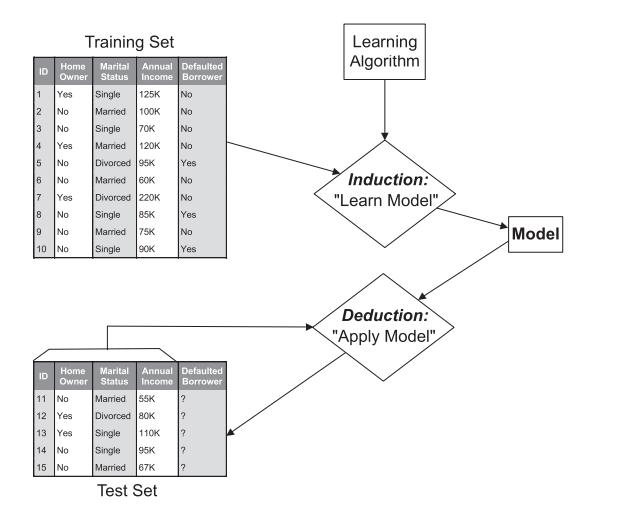 Training Set
ID Home Owner Marital Status Annual Income Defaulted Borrower
1 Yes Single 125K No
2 No Married 100K No
3 No Single 70K No
4 Yes Married 120K No
5 No Divorced 95K Yes
6 No Married 60K No
7 Yes Divorced 220K No
8 No Single 85K Yes
9 No Married 75K No
10 No Single 90K Yes
Learning
Algorithm
Induction:
"Learn Model"
Model
Deduction:
"Apply Model"
ID Home Owner Marital Status Annual Income Defaulted Borrower
11 No Married 55K ?
12 Yes Divorced 80K ?
13 Yes Single 110K ?
14 No Single 95K ?
15 No Married 67K ?
Test Set